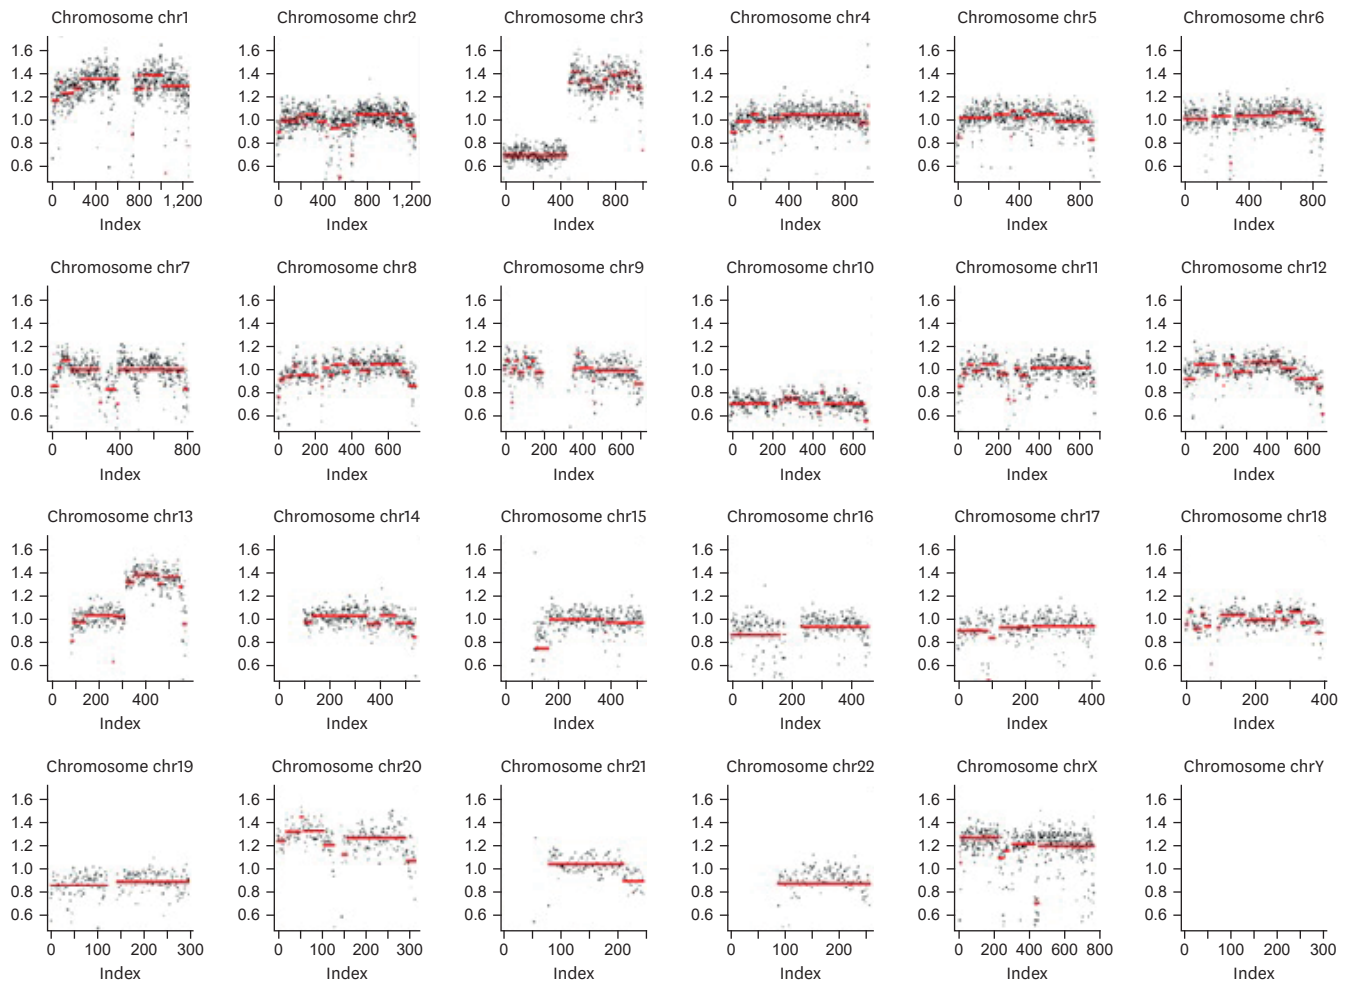 Chromosome chr1 Chromosome chr2 Chromosome chr3 Chromosome chr4 Chromosome chr5 Chromosome chr6
1.6 1.6 1.6 1.6 1.6 1.6
1.4 1.4 1.4 1.4 1.4 1.4
1.2 1.2 1.2 1.2 1.2 1.2
1.0 1.0 1.0 1.0 1.0 1.0
0.8 0.8 0.8 0.8 0.8 0.8
0.6 0.6 0.6 0.6 0.6 0.6
0 400 800 1,200 0 400 800 1,200 0 400 800 0 400 800 0 400 800 0 400 800
Index Index Index Index Index Index
Chromosome chr7 Chromosome chr8 Chromosome chr9 Chromosome chr10 Chromosome chr11 Chromosome chr12
1.6 1.6 1.6 1.6 1.6 1.6
1.4 1.4 1.4 1.4 1.4 1.4
1.2 1.2 1.2 1.2 1.2 1.2
1.0 1.0 1.0 1.0 1.0 1.0
0.8 0.8 0.8 0.8 0.8 0.8
0.6 0.6 0.6 0.6 0.6 0.6
0 400 800 0 200 400 600 0 200 400 600 0 200 400 600 0 200 400 600 0 200 400 600
Index Index Index Index Index Index
Chromosome chr13 Chromosome chr14 Chromosome chr15 Chromosome chr16 Chromosome chr17 Chromosome chr18
1.6 1.6 1.6 1.6 1.6 1.6
1.4 1.4 1.4 1.4 1.4 1.4
1.2 1.2 1.2 1.2 1.2 1.2
1.0 1.0 1.0 1.0 1.0 1.0
0.8 0.8 0.8 0.8 0.8 0.8
0.6 0.6 0.6 0.6 0.6 0.6
0 200 400 0 200 400 0 200 400 0 200 400 0 200 400 0 200 400
Index Index Index Index Index Index
Chromosome chr19 Chromosome chr20 Chromosome chr21 Chromosome chr22 Chromosome chrX Chromosome chrY
1.6 1.6 1.6 1.6 1.6 1.6
1.4 1.4 1.4 1.4 1.4 1.4
1.2 1.2 1.2 1.2 1.2 1.2
1.0 1.0 1.0 1.0 1.0 1.0
0.8 0.8 0.8 0.8 0.8 0.8
0.6 0.6 0.6 0.6 0.6 0.6
0 100 200 300 0 100 200 300 0 100 200 0 100 200 0 200 400 600 800 0 100 200 300
Index Index Index Index Index Index